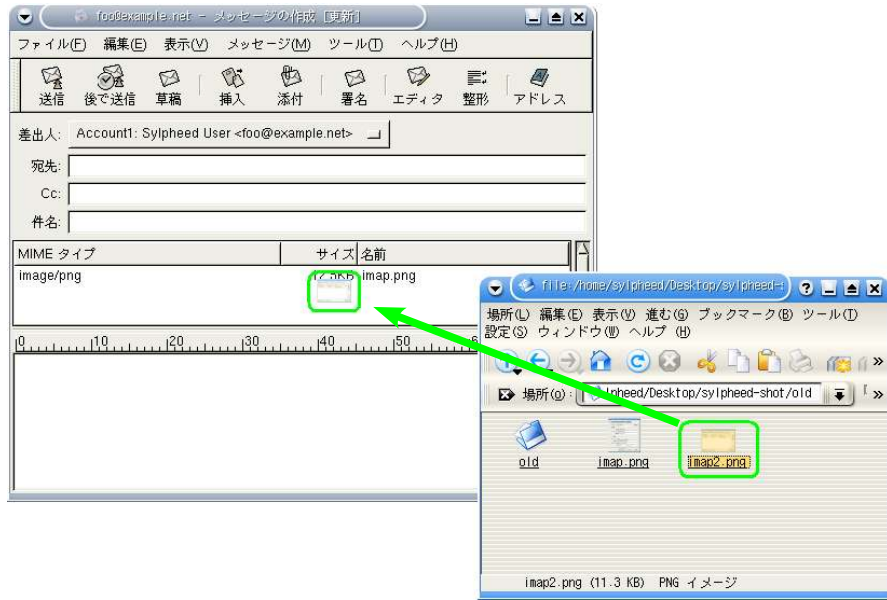 foo@example.net - メッセージの作成 [更新]
ファイル(F) 編集(E) 表示(V) メッセージ(M) ツール(T) ヘルプ(H)
送信 後で送信 草稿 挿入 添付 署名 エディタ 整形 アドレス
差出人: Account1: Sylpheed User <foo@example.net>
宛先:
Cc:
件名:
MIME タイプ サイズ 名前
image/png imap.png
0 10 20 30 40 50
file:/home/sylpheed/Desktop/sylpheed-s
場所(L) 編集(E) 表示(V) 進む(G) ブックマーク(B) ツール(T)
設定(S) ウィンドウ(W) ヘルプ (H)
場所(o): lpheed/Desktop/sylpheed-shot/old
old imap.png imap2.png
imap2.png (11.3 KB) PNG イメージ